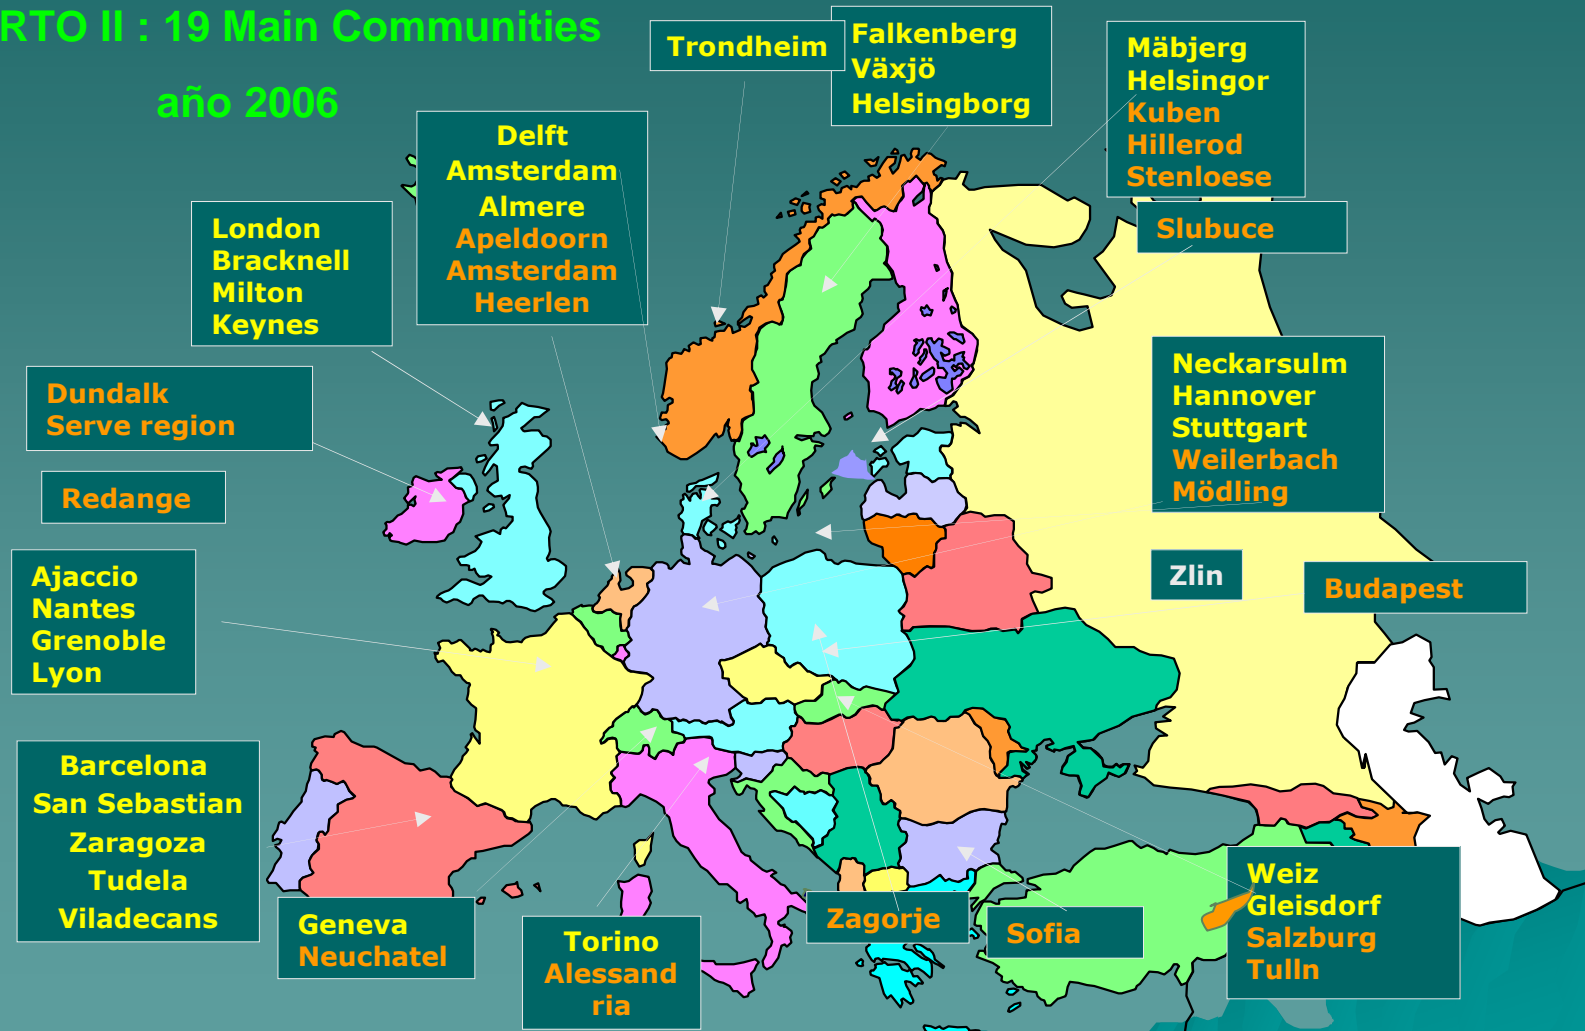 RTO II : 19 Main Communities
año 2006
Trondheim
Falkenberg
Växjö
Helsingborg
Mäbjerg
Helsingor
Kuben
Hillerod
Stenloese
Slubuce
Delft
Amsterdam
Almere
Apeldoorn
Amsterdam
Heerlen
London
Bracknell
Milton
Keynes
Dundalk
Serve region
Redange
Neckarsulm
Hannover
Stuttgart
Weilerbach
Mödling
Zlin
Budapest
Ajaccio
Nantes
Grenoble
Lyon
Barcelona
San Sebastian
Zaragoza
Tudela
Viladecans
Geneva
Neuchatel
Torino
Alessand
ria
Zagorje
Sofia
Weiz
Gleisdorf
Salzburg
Tulln